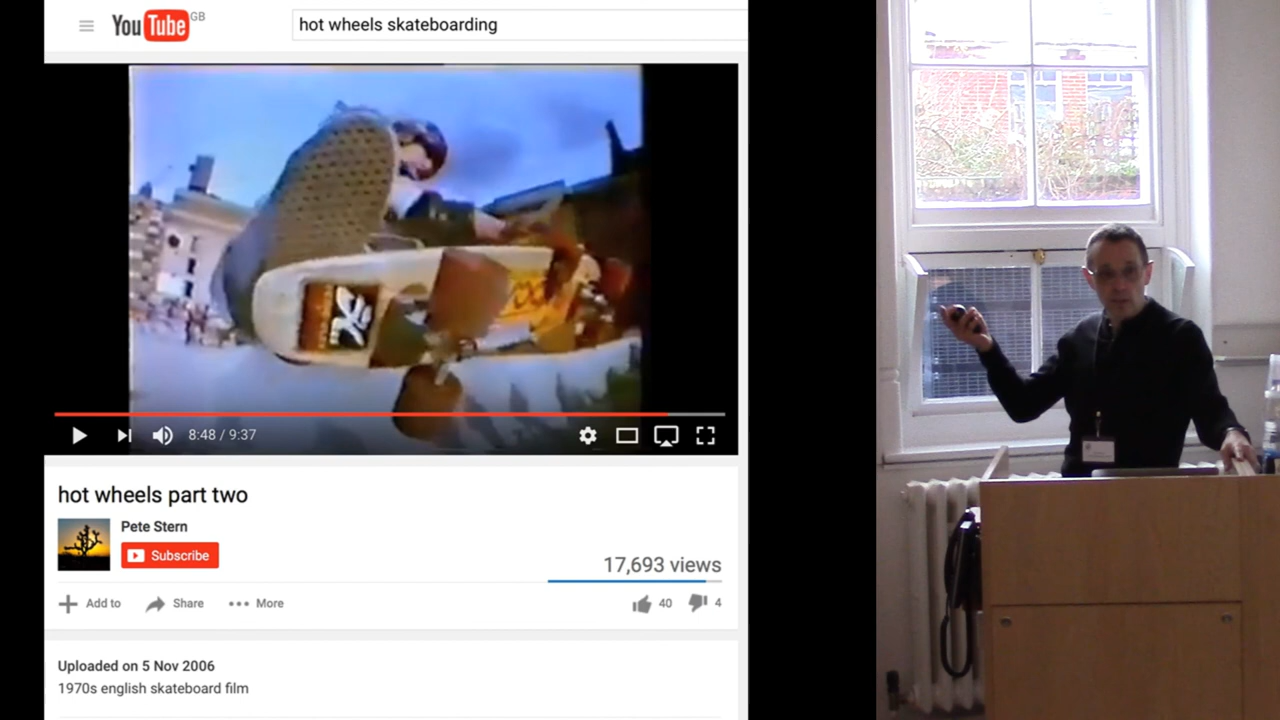 YouTube GB
hot wheels skateboarding
8:48 / 9:37
hot wheels part two
Pete Stern
Subscribe
17,693 views
Add to
Share
More
40
4
Uploaded on 5 Nov 2006
1970s english skateboard film